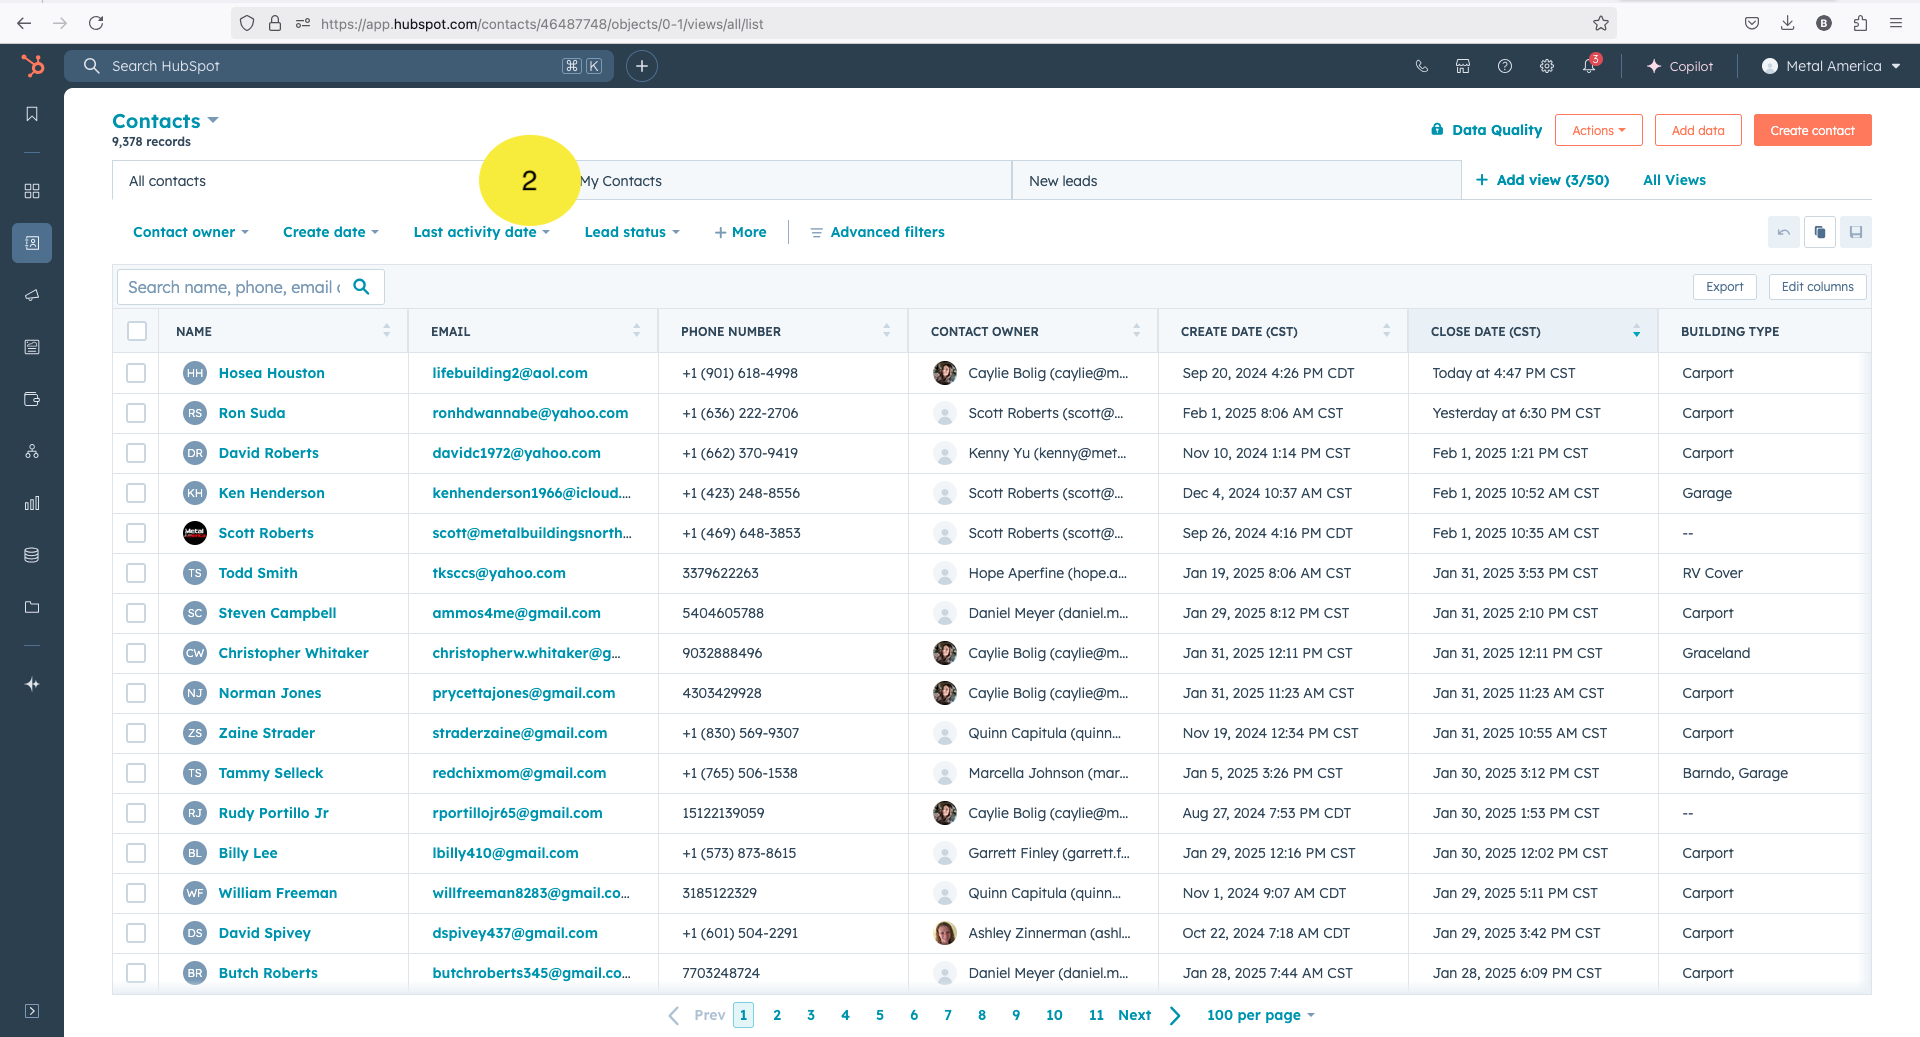 https://app.hubspot.com/contacts/46487748/objects/0-1/views/all/list
B
Search HubSpot ⌘ K
3
Copilot
Metal America
Contacts
9,378 records
Data Quality
Actions
Add data
Create contact
All contacts
2
My Contacts
New leads
+ Add view (3/50)
All Views
Contact owner
Create date
Last activity date
Lead status
+ More
Advanced filters
Search name, phone, email
Export
Edit columns
NAME EMAIL PHONE NUMBER CONTACT OWNER CREATE DATE (CST) CLOSE DATE (CST) BUILDING TYPE
HH Hosea Houston lifebuilding2@aol.com +1 (901) 618-4998 Caylie Bolig (caylie@m... Sep 20, 2024 4:26 PM CDT Today at 4:47 PM CST Carport
RS Ron Suda ronhdwannabe@yahoo.com +1 (636) 222-2706 Scott Roberts (scott@... Feb 1, 2025 8:06 AM CST Yesterday at 6:30 PM CST Carport
DR David Roberts davidc1972@yahoo.com +1 (662) 370-9419 Kenny Yu (kenny@met... Nov 10, 2024 1:14 PM CST Feb 1, 2025 1:21 PM CST Carport
KH Ken Henderson kenhenderson1966@icloud.... +1 (423) 248-8556 Scott Roberts (scott@... Dec 4, 2024 10:37 AM CST Feb 1, 2025 10:52 AM CST Garage
Scott Roberts scott@metalbuildingsnorth... +1 (469) 648-3853 Scott Roberts (scott@... Sep 26, 2024 4:16 PM CDT Feb 1, 2025 10:35 AM CST --
TS Todd Smith tksccs@yahoo.com 3379622263 Hope Aperfine (hope.a... Jan 19, 2025 8:06 AM CST Jan 31, 2025 3:53 PM CST RV Cover
SC Steven Campbell ammos4me@gmail.com 5404605788 Daniel Meyer (daniel.m... Jan 29, 2025 8:12 PM CST Jan 31, 2025 2:10 PM CST Carport
CW Christopher Whitaker christopherw.whitaker@g... 9032888496 Caylie Bolig (caylie@m... Jan 31, 2025 12:11 PM CST Jan 31, 2025 12:11 PM CST Graceland
NJ Norman Jones prycettajones@gmail.com 4303429928 Caylie Bolig (caylie@m... Jan 31, 2025 11:23 AM CST Jan 31, 2025 11:23 AM CST Carport
ZS Zaine Strader straderzaine@gmail.com +1 (830) 569-9307 Quinn Capitula (quinn... Nov 19, 2024 12:34 PM CST Jan 31, 2025 10:55 AM CST Carport
TS Tammy Selleck redchixmom@gmail.com +1 (765) 506-1538 Marcella Johnson (mar... Jan 5, 2025 3:26 PM CST Jan 30, 2025 3:12 PM CST Barndo, Garage
RJ Rudy Portillo Jr rportillojr65@gmail.com 15122139059 Caylie Bolig (caylie@m... Aug 27, 2024 7:53 PM CDT Jan 30, 2025 1:53 PM CST --
BL Billy Lee lbilly410@gmail.com +1 (573) 873-8615 Garrett Finley (garrett.f... Jan 29, 2025 12:16 PM CST Jan 30, 2025 12:02 PM CST Carport
WF William Freeman willfreeman8283@gmail.co... 3185122329 Quinn Capitula (quinn... Nov 1, 2024 9:07 AM CDT Jan 29, 2025 5:11 PM CST Carport
DS David Spivey dspivey437@gmail.com +1 (601) 504-2291 Ashley Zinnerman (ashl... Oct 22, 2024 7:18 AM CDT Jan 29, 2025 3:42 PM CST Carport
BR Butch Roberts butchroberts345@gmail.co... 7703248724 Daniel Meyer (daniel.m... Jan 28, 2025 7:44 AM CST Jan 28, 2025 6:09 PM CST Carport
Prev 1 2 3 4 5 6 7 8 9 10 11 Next 100 per page